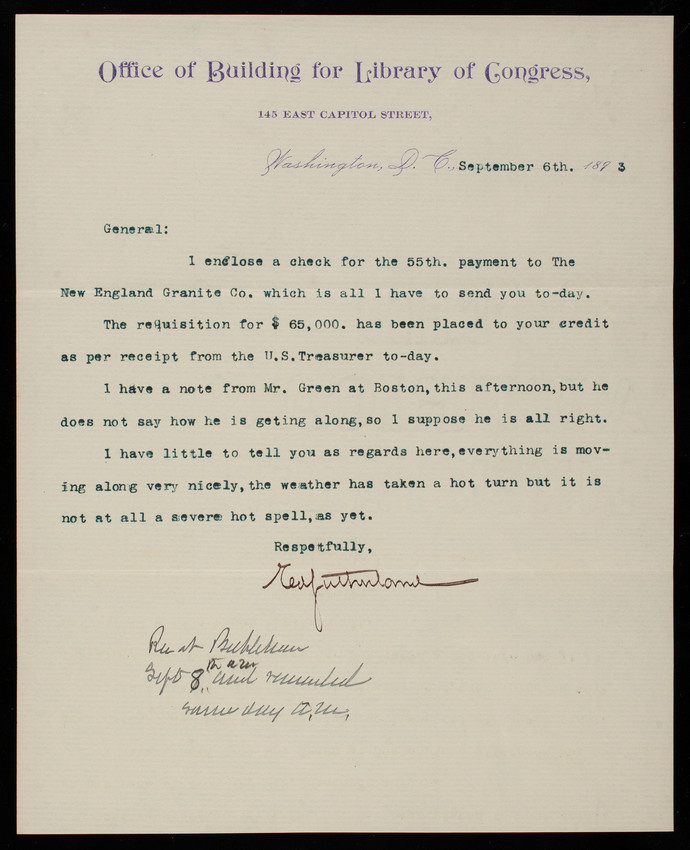 Office of Building for Library of Congress,
145 EAST CAPITOL STREET,
Washington, D. C., September 6th. 1893
General:
I enclose a check for the 55th. payment to The
New England Granite Co. which is all I have to send you to-day.
The requisition for $ 65,000. has been placed to your credit
as per receipt from the U.S.Treasurer to-day.
I have a note from Mr. Green at Boston,this afternoon,but he
does not say how he is geting along,so I suppose he is all right.
I have little to tell you as regards here,everything is mov-
ing along very nicely,the weather has taken a hot turn but it is
not at all a severe hot spell,as yet.
Respetfully,
Rec at
Sept 8th a.m. and
same day a.m.